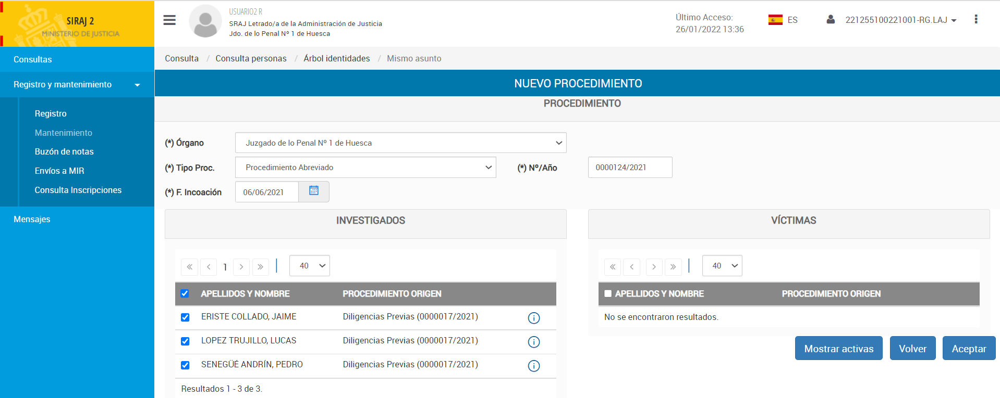 SIRAJ 2
MINISTERIO DE JUSTICIA
USUARIO2 R
SRAJ Letrado/a de la Administración de Justicia
Jdo. de lo Penal Nº 1 de Huesca
Último Acceso:
26/01/2022 13:36
ES
221255100221001-RG.LAJ
Consultas
Registro y mantenimiento
Registro
Mantenimiento
Buzón de notas
Envíos a MIR
Consulta Inscripciones
Mensajes
Consulta / Consulta personas / Árbol identidades / Mismo asunto
NUEVO PROCEDIMIENTO
PROCEDIMIENTO
(*) Órgano Juzgado de lo Penal Nº 1 de Huesca
(*) Tipo Proc. Procedimiento Abreviado (*) Nº/Año 0000124/2021
(*) F. Incoación 06/06/2021
INVESTIGADOS
« < 1 > » 40
APELLIDOS Y NOMBRE PROCEDIMIENTO ORIGEN
ERISTE COLLADO, JAIME Diligencias Previas (0000017/2021)
LOPEZ TRUJILLO, LUCAS Diligencias Previas (0000017/2021)
SENEGÜÉ ANDRÍN, PEDRO Diligencias Previas (0000017/2021)
Resultados 1 - 3 de 3.
VÍCTIMAS
« < > » 40
APELLIDOS Y NOMBRE PROCEDIMIENTO ORIGEN
No se encontraron resultados.
Mostrar activas Volver Aceptar